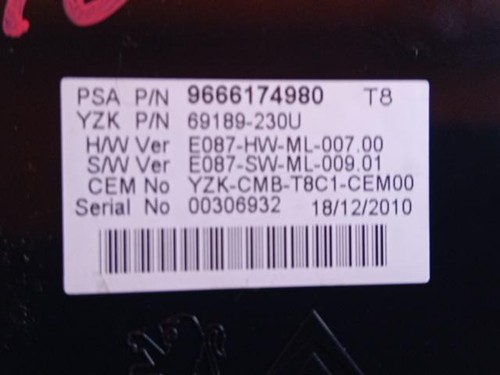 PSA P/N 9666174980 T8
YZK P/N 69189-230U
H/W Ver E087-HW-ML-007.00
S/W Ver E087-SW-ML-009.01
CEM No YZK-CMB-T8C1-CEM00
Serial No 00306932 18/12/2010